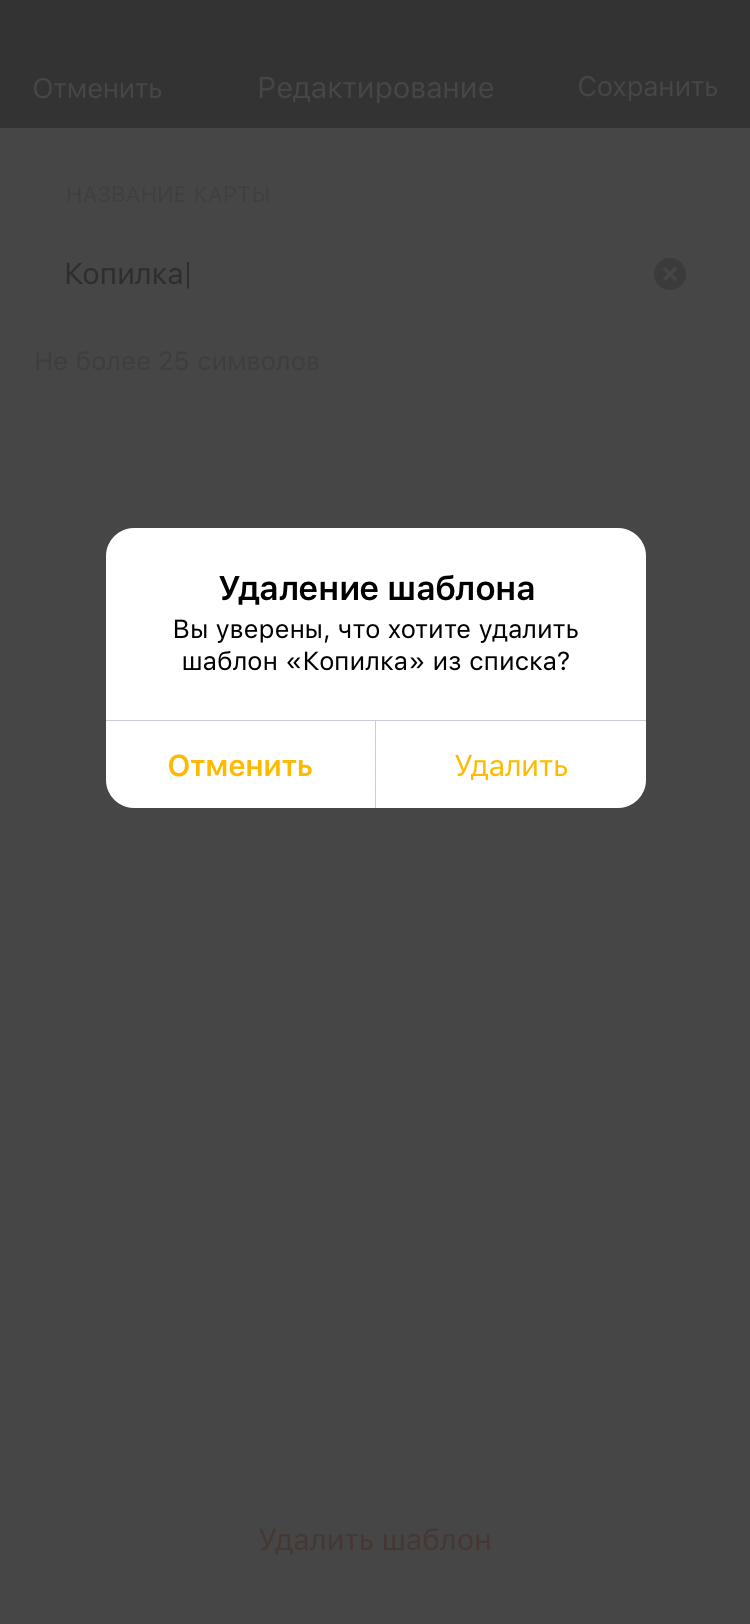 Отменить
Редактирование
Сохранить
НАЗВАНИЕ КАРТЫ
Копилка
Не более 25 символов
Удаление шаблона
Вы уверены, что хотите удалить
шаблон «Копилка» из списка?
Отменить
Удалить
Удалить шаблон